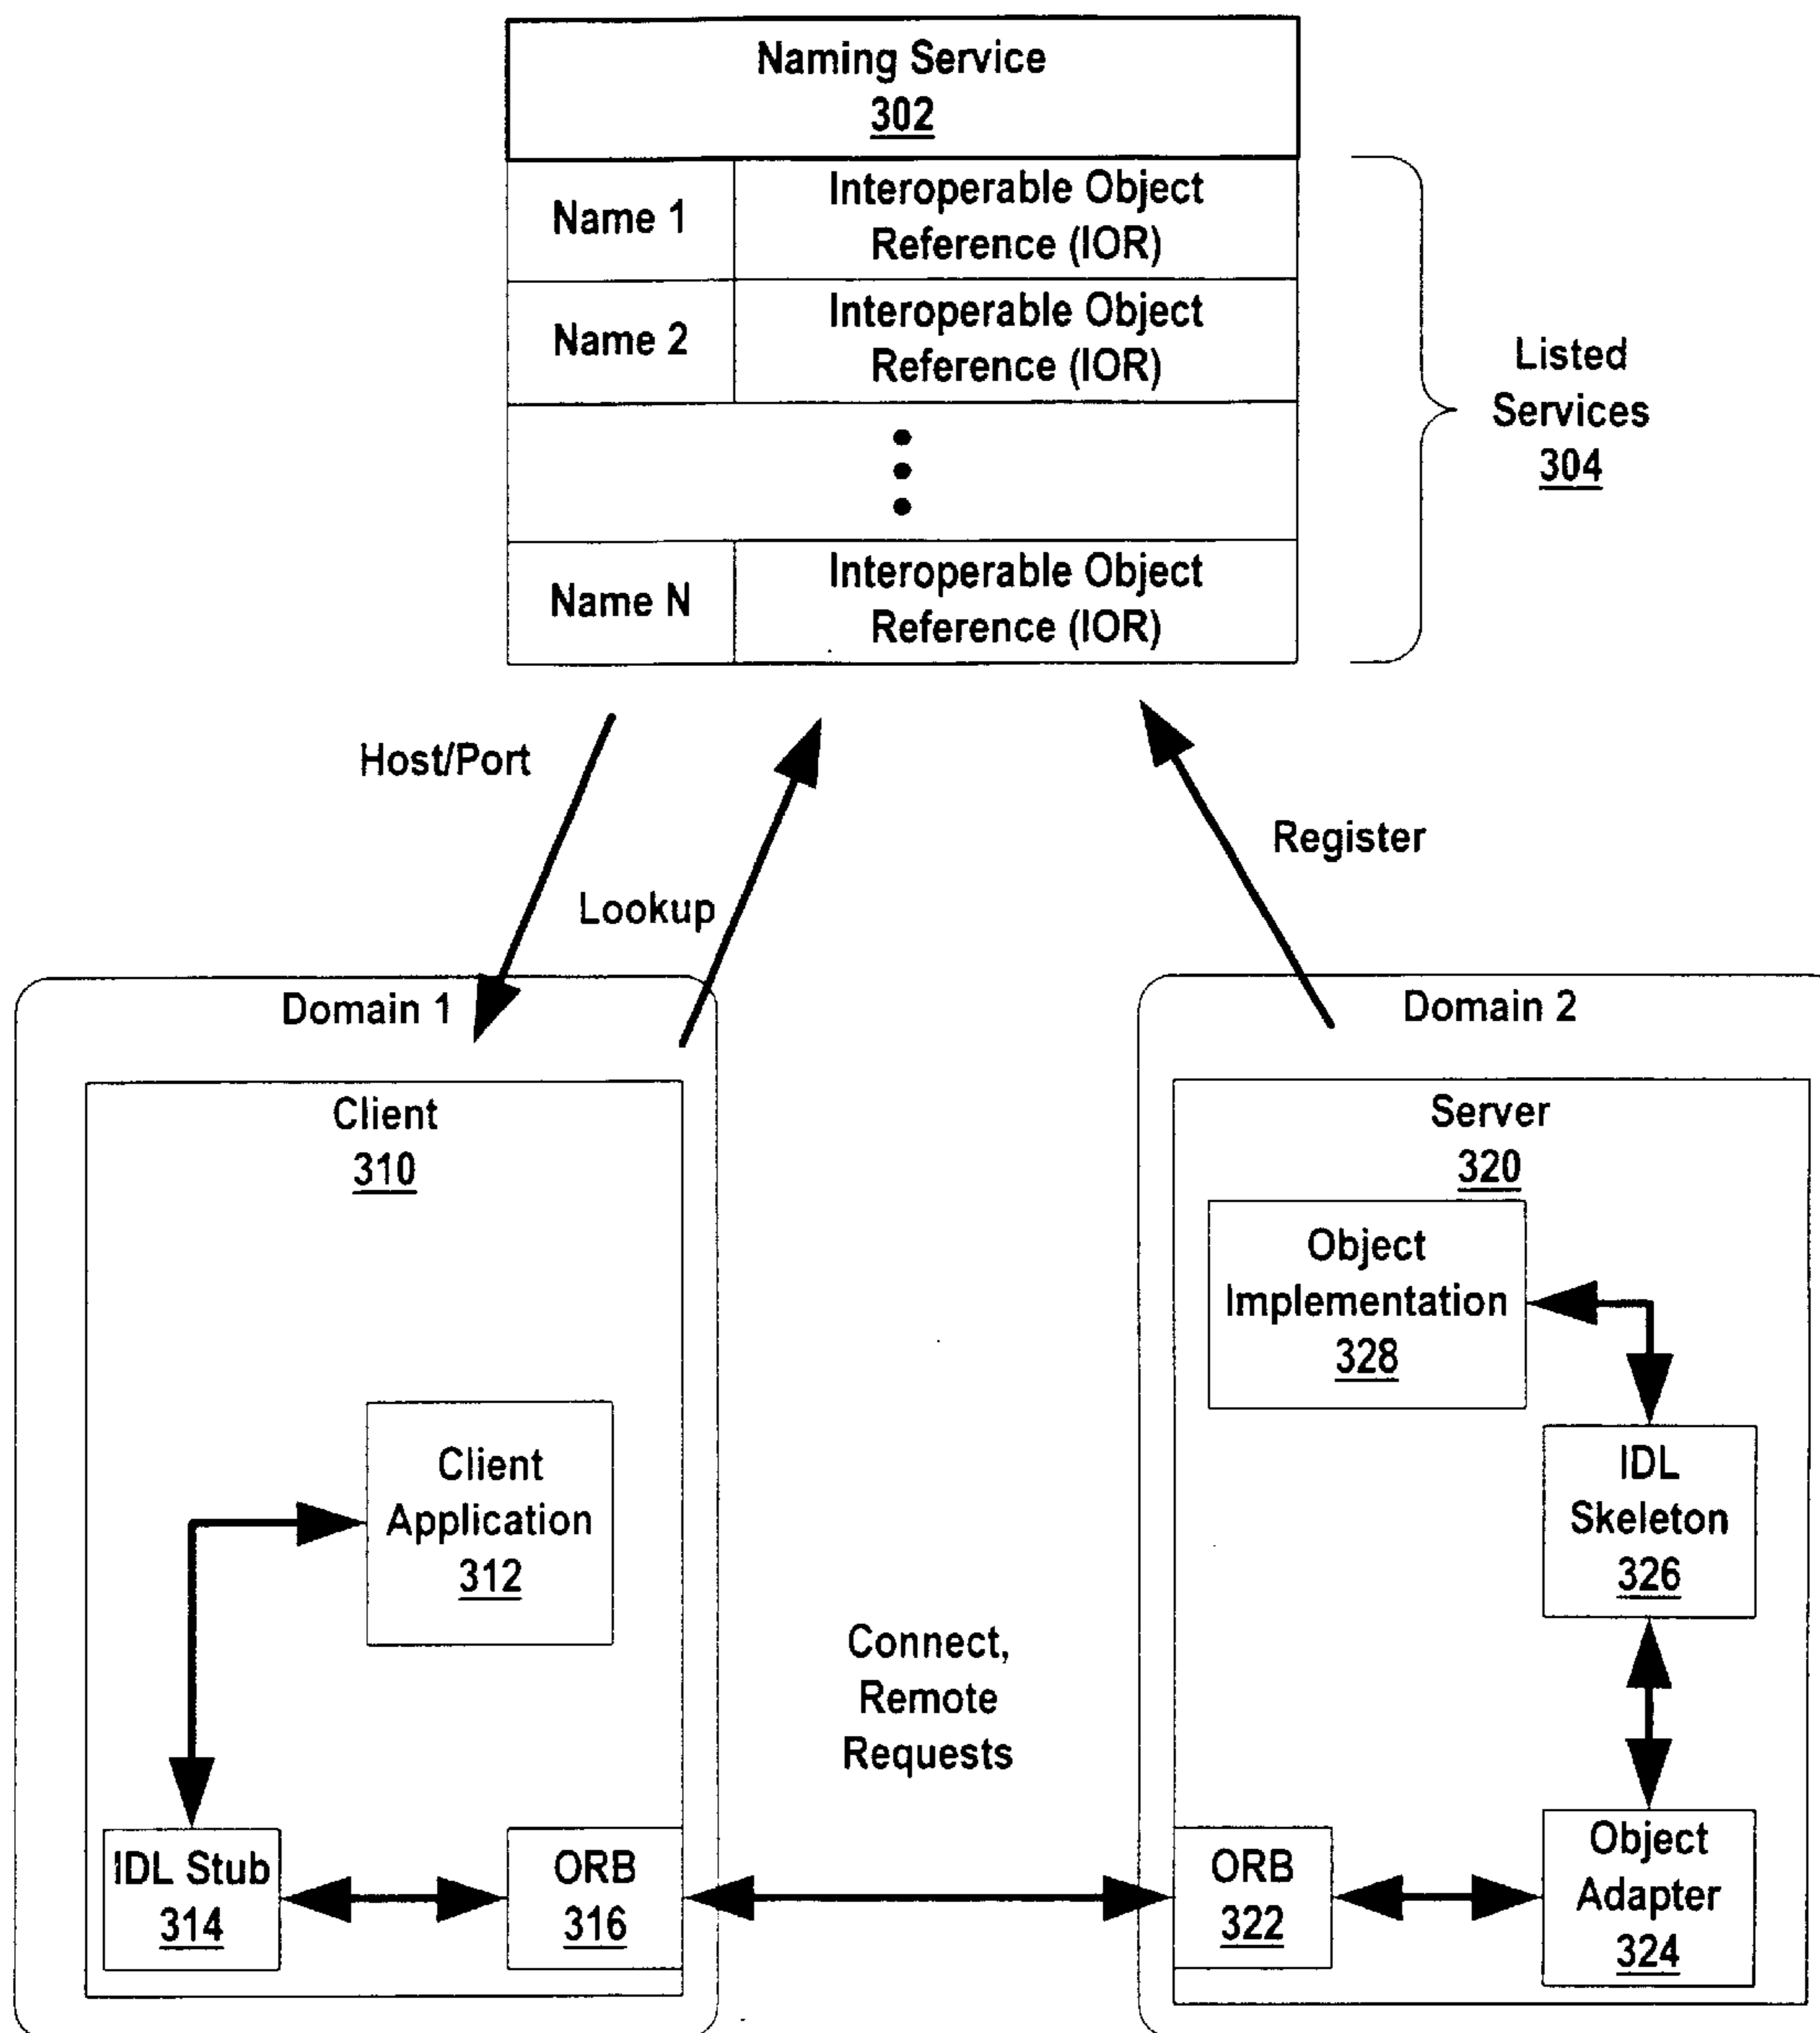 Naming Service
302
Name 1
Interoperable Object
Reference (IOR)
Name 2
Interoperable Object
Reference (IOR)
Name N
Interoperable Object
Reference (IOR)
Listed
Services
304
Host/Port
Lookup
Register
Domain 1
Client
310
Client
Application
312
IDL Stub
314
ORB
316
Connect,
Remote
Requests
Domain 2
Server
320
Object
Implementation
328
IDL
Skeleton
326
ORB
322
Object
Adapter
324